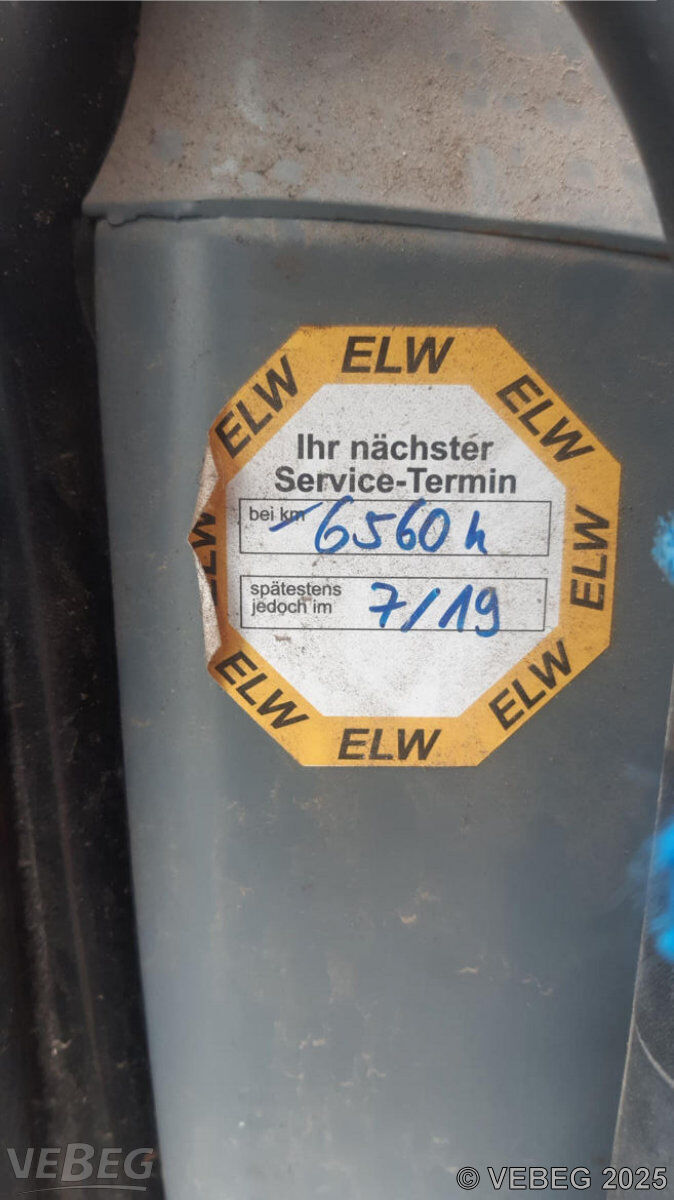 ELW
ELW
ELW
Ihr nächster
Service-Termin
bei km 6560 h
spätestens
jedoch im 7/19
ELW
ELW
ELW
ELW
ELW
VEBEG
© VEBEG 2025